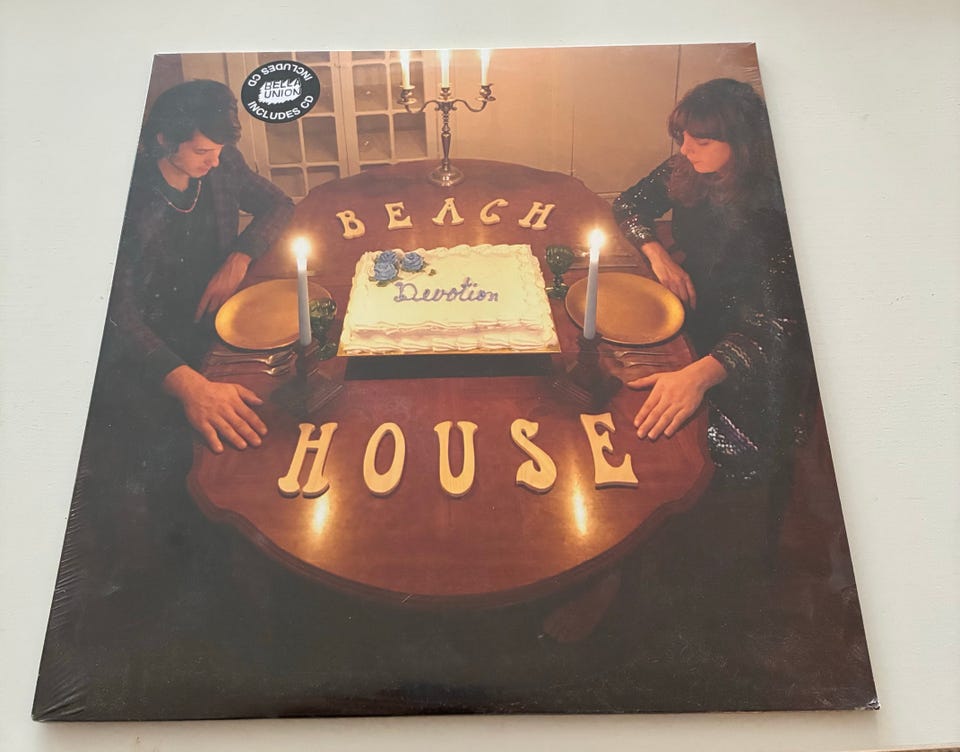 INCLUDES CD
BELLA
UNION
INCLUDES CD
BEACH
Devotion
HOUSE